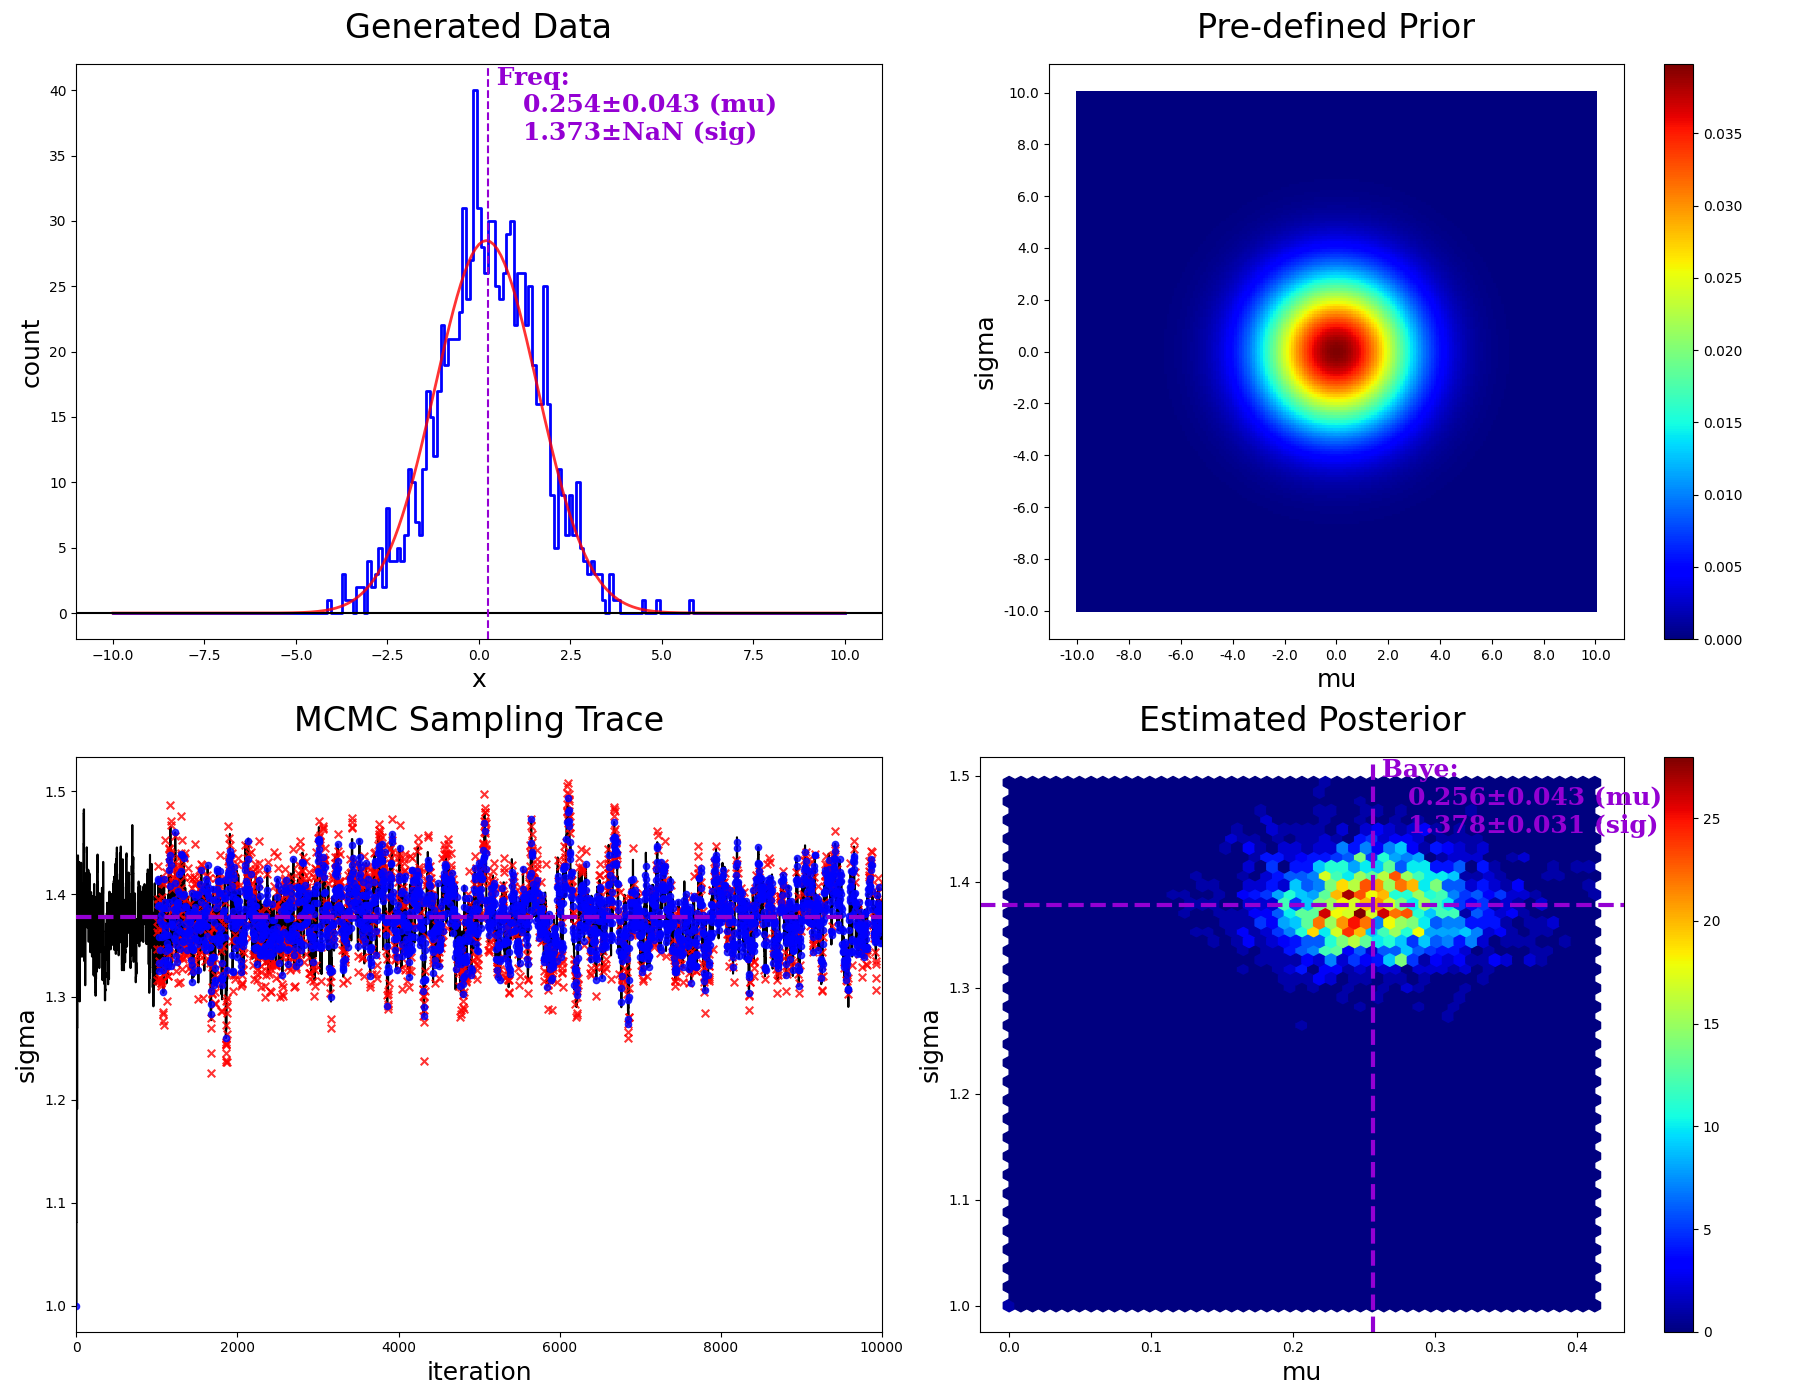 Generated Data
Freq:
0.254±0.043 (mu)
1.373±NaN (sig)
count
40
35
30
25
20
15
10
5
0
−10.0 −7.5 −5.0 −2.5 0.0 2.5 5.0 7.5 10.0
x
Pre-defined Prior
sigma
10.0
8.0
6.0
4.0
2.0
0.0
-2.0
-4.0
-6.0
-8.0
-10.0
-10.0 -8.0 -6.0 -4.0 -2.0 0.0 2.0 4.0 6.0 8.0 10.0
mu
0.035
0.030
0.025
0.020
0.015
0.010
0.005
0.000
MCMC Sampling Trace
sigma
1.5
1.4
1.3
1.2
1.1
1.0
0 2000 4000 6000 8000 10000
iteration
Estimated Posterior
Baye:
0.256±0.043 (mu)
1.378±0.031 (sig)
sigma
1.5
1.4
1.3
1.2
1.1
1.0
0.0 0.1 0.2 0.3 0.4
mu
25
20
15
10
5
0